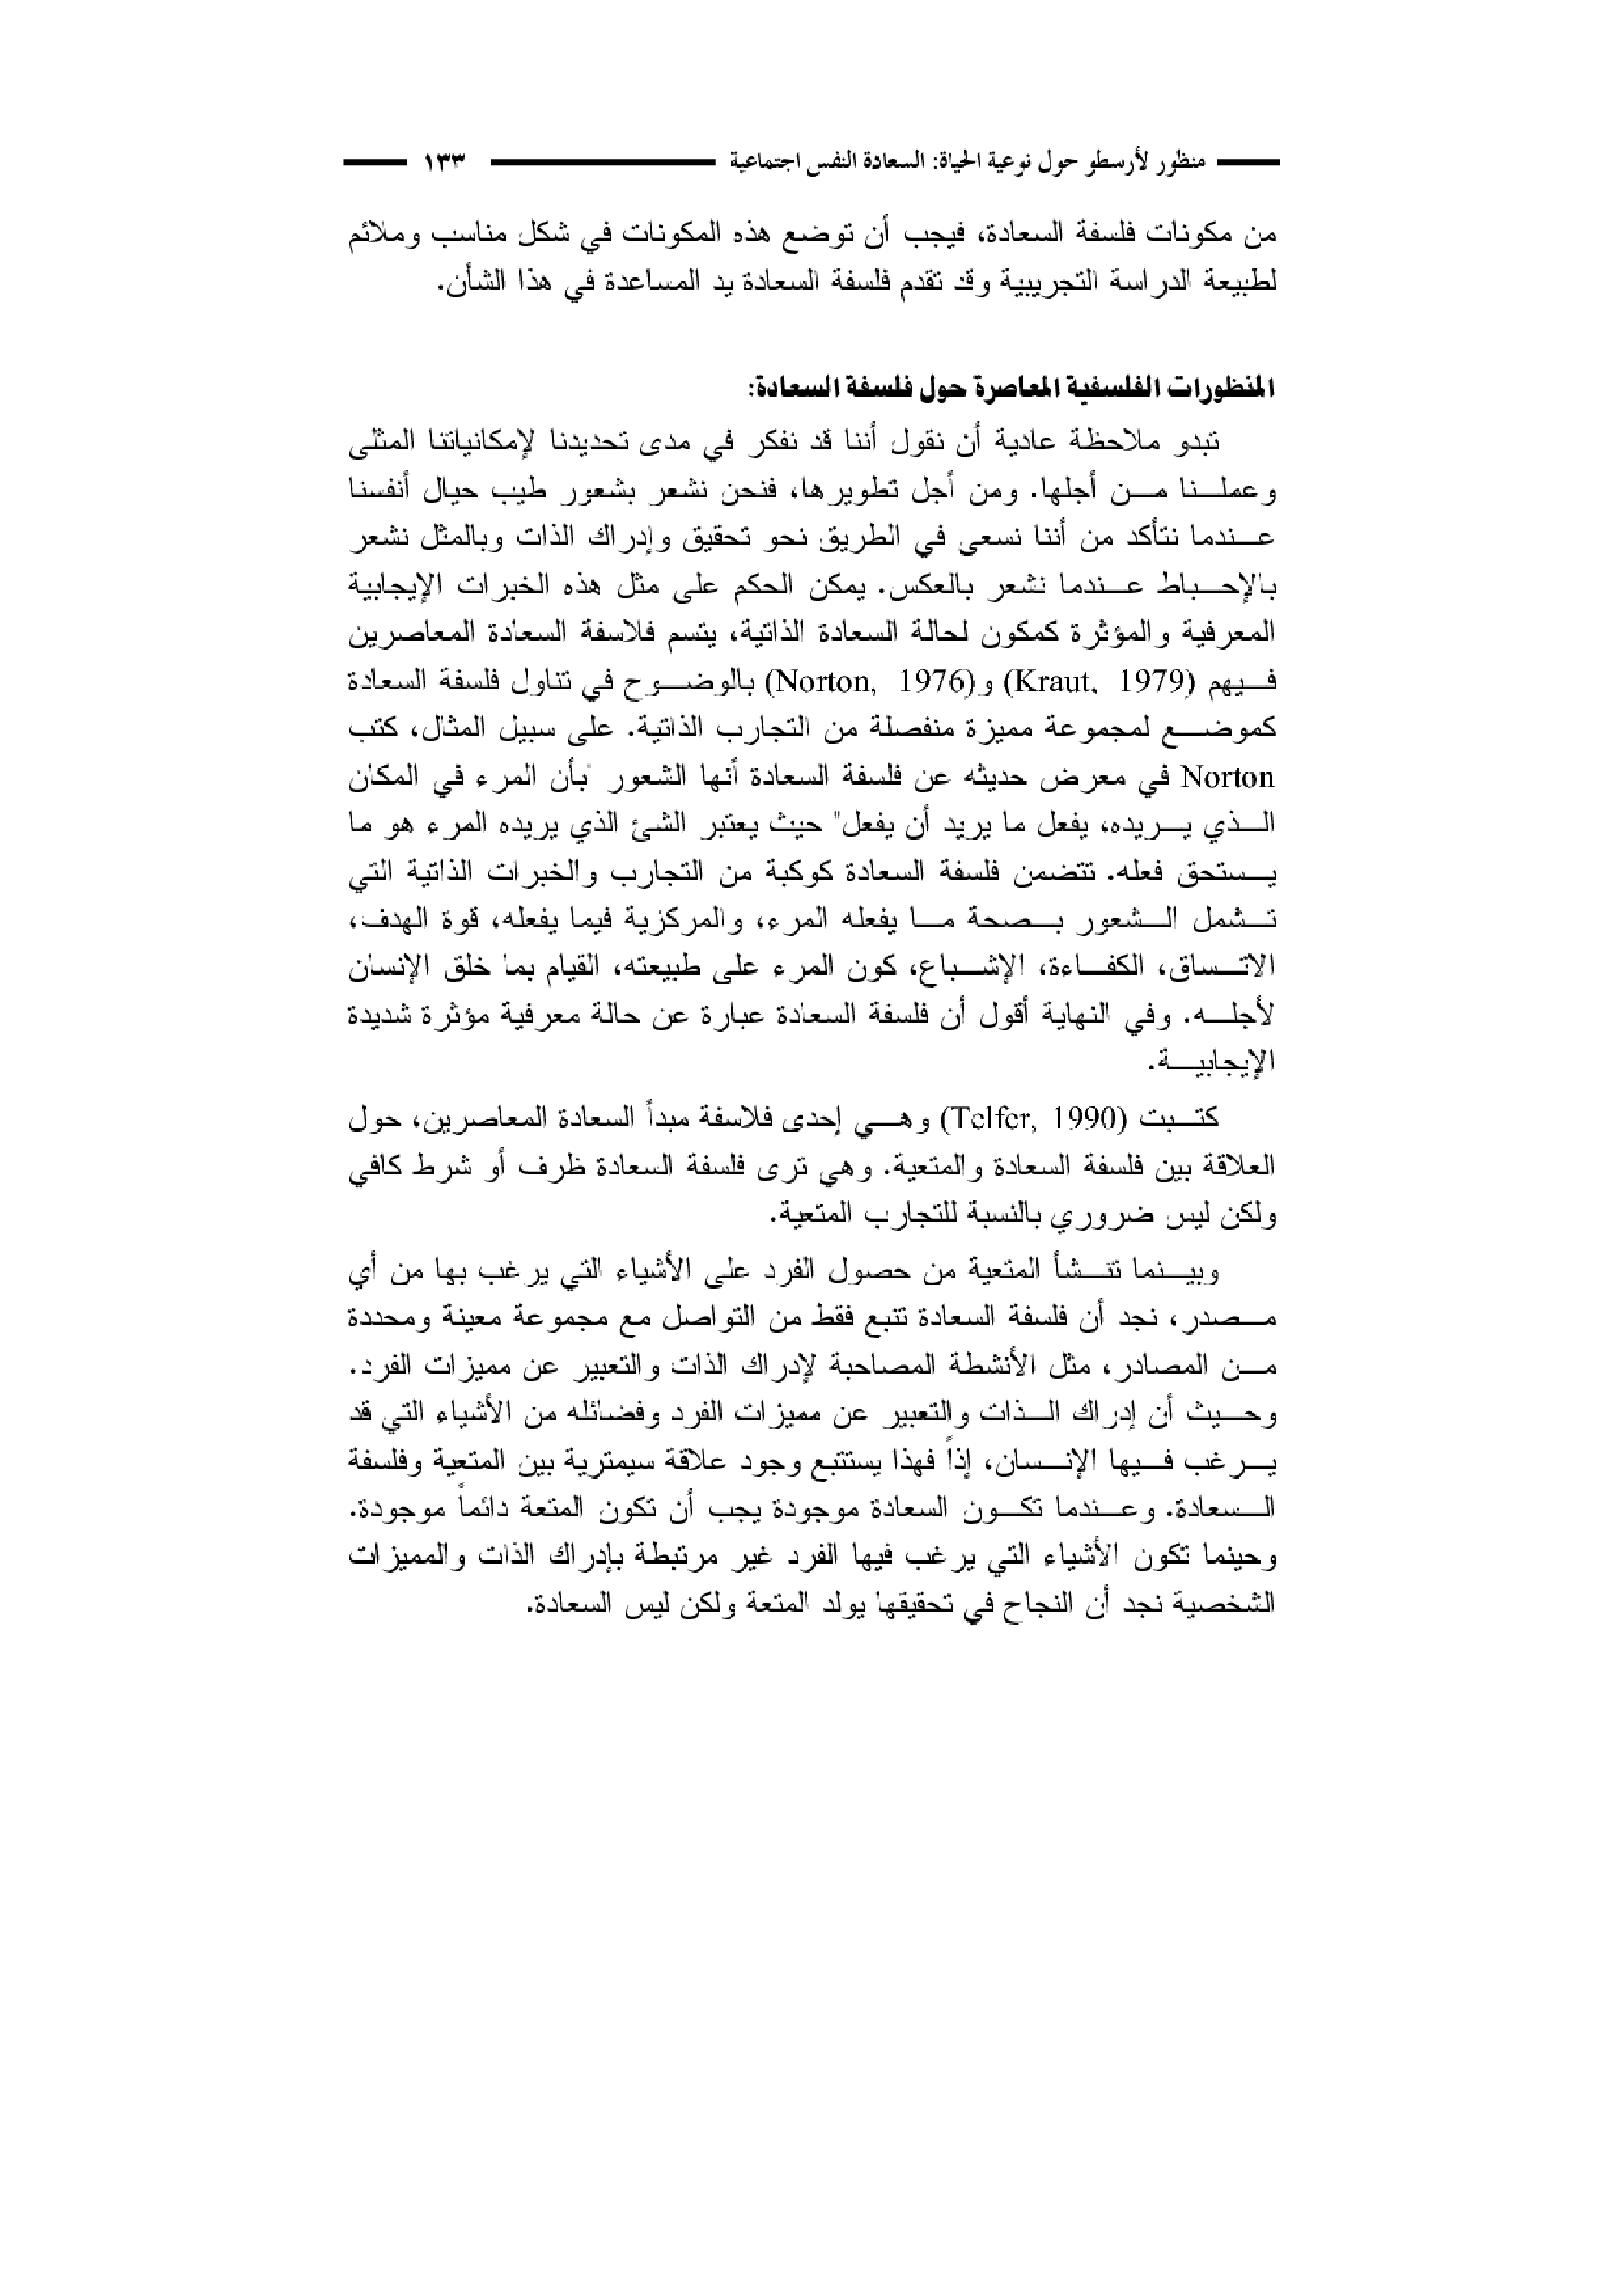 منظور لأرسطو حول نوعية الحياة: السعادة النفس اجتماعية ١٣٣
من مكونات فلسفة السعادة، فيجب أن توضع هذه المكونات في شكل مناسب وملائم
لطبيعة الدراسة التجريبية وقد تقدم فلسفة السعادة يد المساعدة في هذا الشأن.
المنظورات الفلسفية المعاصرة حول فلسفة السعادة:
تبدو ملاحظة عادية أن نقول أننا قد نفكر في مدى تحديدنا لإمكانياتنا المثلى
وعملنا من أجلها. ومن أجل تطويرها، فنحن نشعر بشعور طيب حيال أنفسنا
عندما نتأكد من أننا نسعى في الطريق نحو تحقيق وإدراك الذات وبالمثل نشعر
بالإحباط عندما نشعر بالعكس. يمكن الحكم على مثل هذه الخبرات الإيجابية
المعرفية والمؤثرة كمكون لحالة السعادة الذاتية، يتسم فلاسفة السعادة المعاصرين
فيهم (Kraut, 1979) و(Norton, 1976) بالوضوح في تناول فلسفة السعادة
كموضع لمجموعة مميزة منفصلة من التجارب الذاتية. على سبيل المثال، كتب
Norton في معرض حديثه عن فلسفة السعادة أنها الشعور "بأن المرء في المكان
الذي يريده، يفعل ما يريد أن يفعل" حيث يعتبر الشئ الذي يريده المرء هو ما
يستحق فعله. تتضمن فلسفة السعادة كوكبة من التجارب والخبرات الذاتية التي
تشمل الشعور بصحة ما يفعله المرء، والمركزية فيما يفعله، قوة الهدف،
الاتساق، الكفاءة، الإشباع، كون المرء على طبيعته، القيام بما خلق الإنسان
لأجله. وفي النهاية أقول أن فلسفة السعادة عبارة عن حالة معرفية مؤثرة شديدة
الإيجابية.
كتبت (Telfer, 1990) وهي إحدى فلاسفة مبدأ السعادة المعاصرين، حول
العلاقة بين فلسفة السعادة والمتعية. وهي ترى فلسفة السعادة ظرف أو شرط كافي
ولكن ليس ضروري بالنسبة للتجارب المتعية.
وبينما تنشأ المتعية من حصول الفرد على الأشياء التي يرغب بها من أي
مصدر، نجد أن فلسفة السعادة تنبع فقط من التواصل مع مجموعة معينة ومحددة
من المصادر، مثل الأنشطة المصاحبة لإدراك الذات والتعبير عن مميزات الفرد.
وحيث أن إدراك الذات والتعبير عن مميزات الفرد وفضائله من الأشياء التي قد
يرغب فيها الإنسان، إذاً فهذا يستتبع وجود علاقة سيمترية بين المتعية وفلسفة
السعادة. وعندما تكون السعادة موجودة يجب أن تكون المتعة دائماً موجودة.
وحينما تكون الأشياء التي يرغب فيها الفرد غير مرتبطة بإدراك الذات والمميزات
الشخصية نجد أن النجاح في تحقيقها يولد المتعة ولكن ليس السعادة.